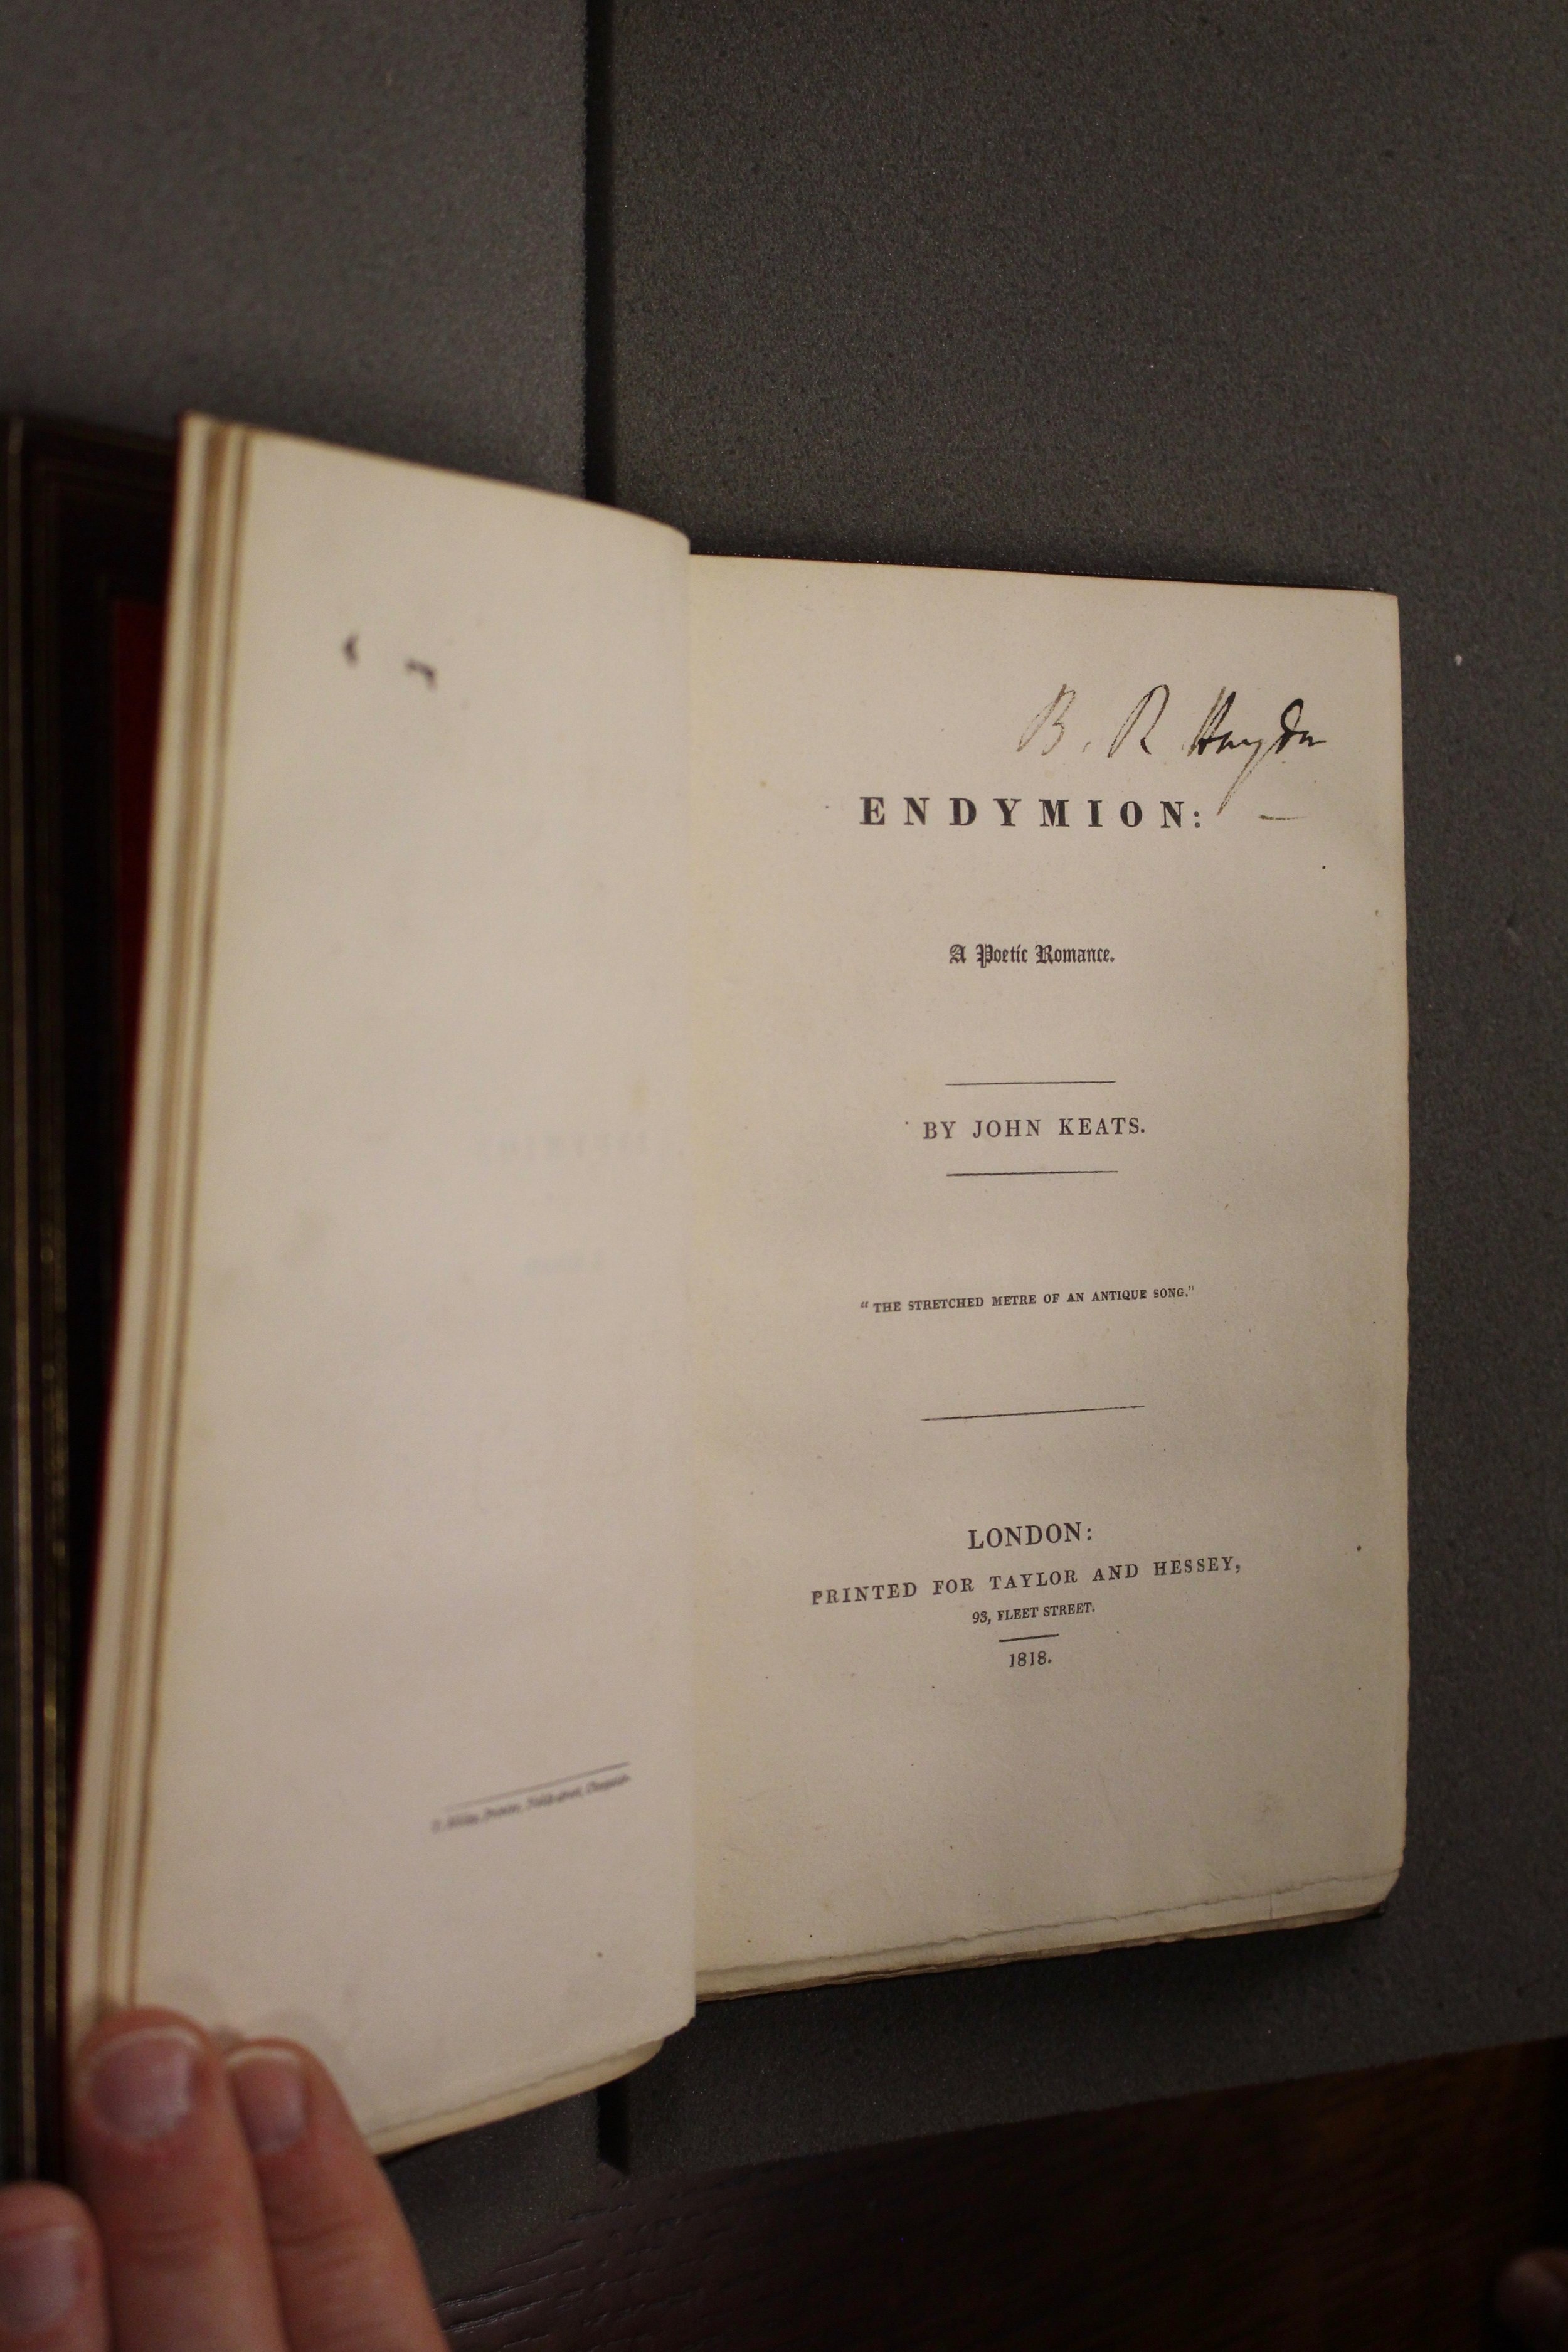 B. R Haydon
ENDYMION:
A Poetic Romance.
BY JOHN KEATS.
"THE STRETCHED METRE OF AN ANTIQUE SONG."
LONDON:
PRINTED FOR TAYLOR AND HESSEY,
93, FLEET STREET.
1818.